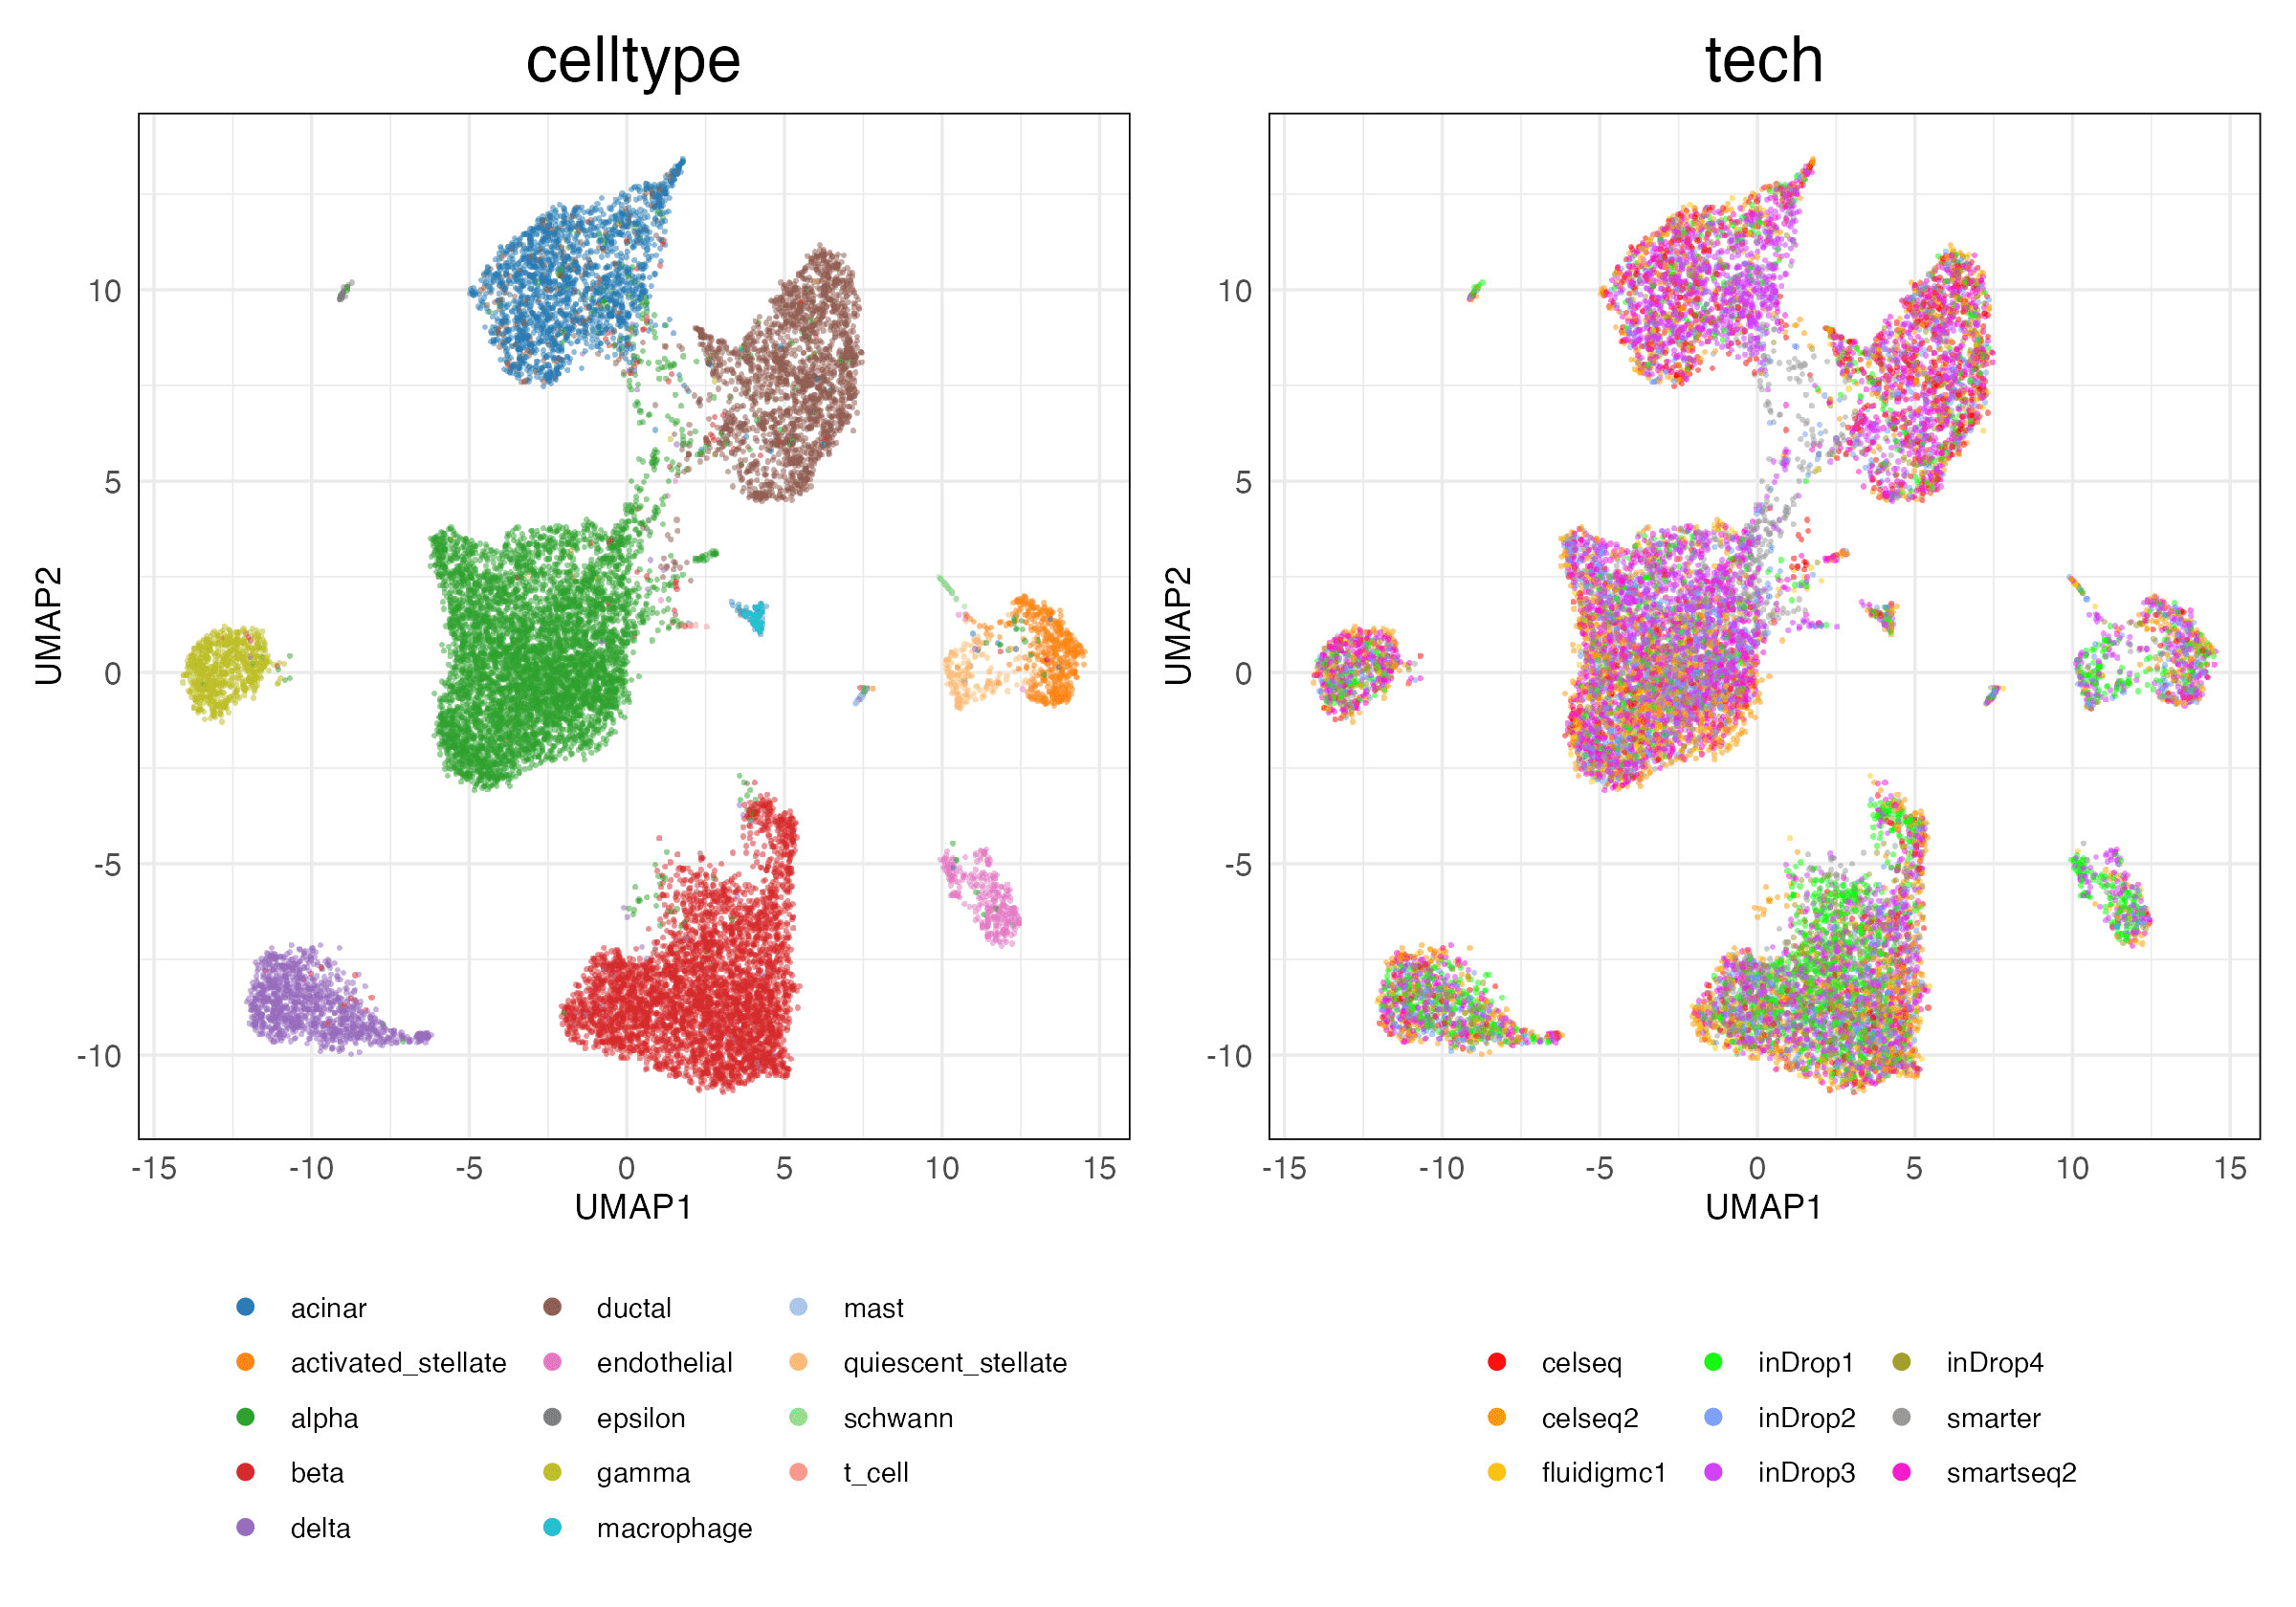 celltype
tech
UMAP2
10
5
0
-5
-10
-15 -10 -5 0 5 10 15
UMAP1
UMAP2
10
5
0
-5
-10
-15 -10 -5 0 5 10 15
UMAP1
acinar
activated_stellate
alpha
beta
delta
ductal
endothelial
epsilon
gamma
macrophage
mast
quiescent_stellate
schwann
t_cell
celseq
celseq2
fluidigmc1
inDrop1
inDrop2
inDrop3
inDrop4
smarter
smartseq2